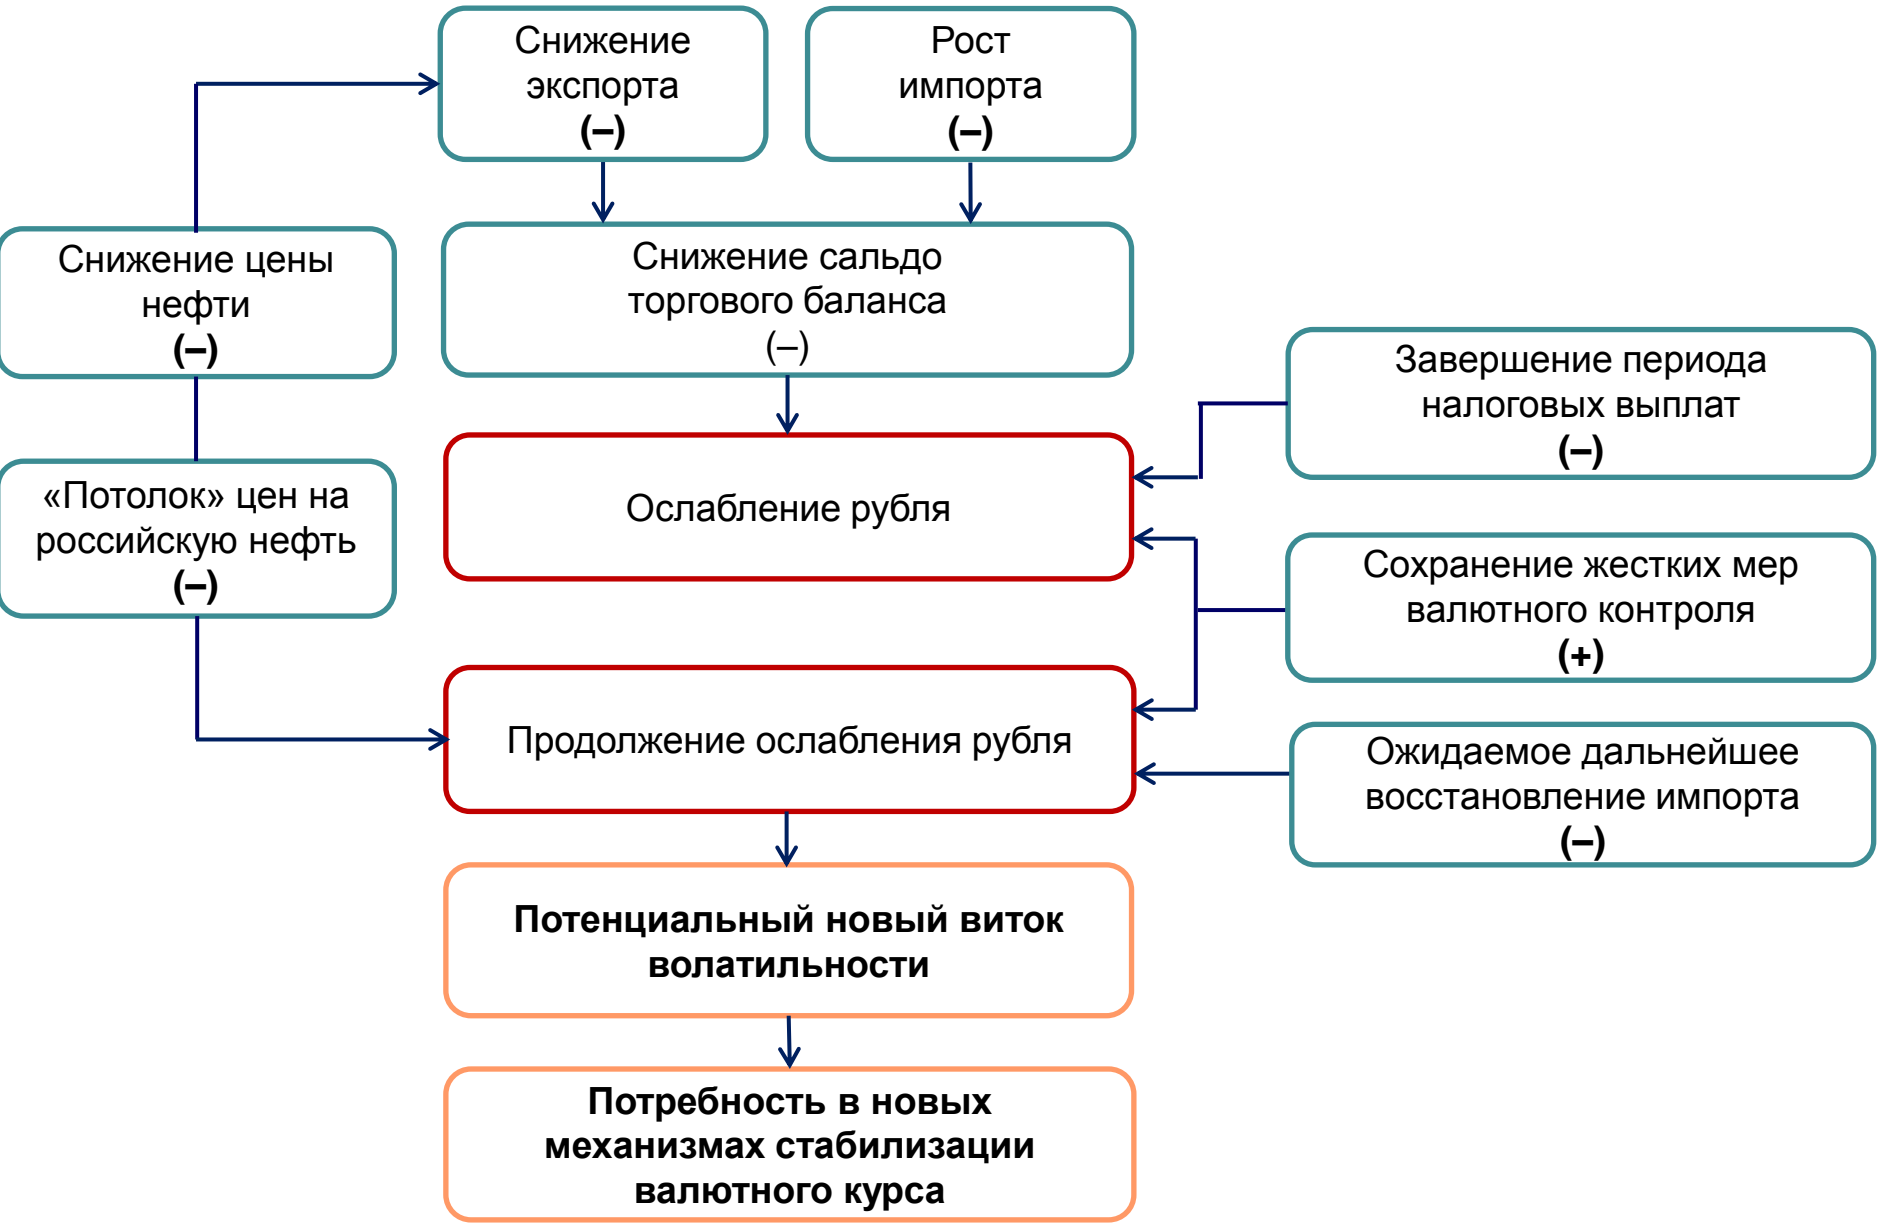 Снижение
экспорта
(–)
Рост
импорта
(–)
Снижение цены
нефти
(–)
Снижение сальдо
торгового баланса
(–)
Завершение периода
налоговых выплат
(–)
«Потолок» цен на
российскую нефть
(–)
Ослабление рубля
Сохранение жестких мер
валютного контроля
(+)
Продолжение ослабления рубля
Ожидаемое дальнейшее
восстановление импорта
(–)
Потенциальный новый виток
волатильности
Потребность в новых
механизмах стабилизации
валютного курса